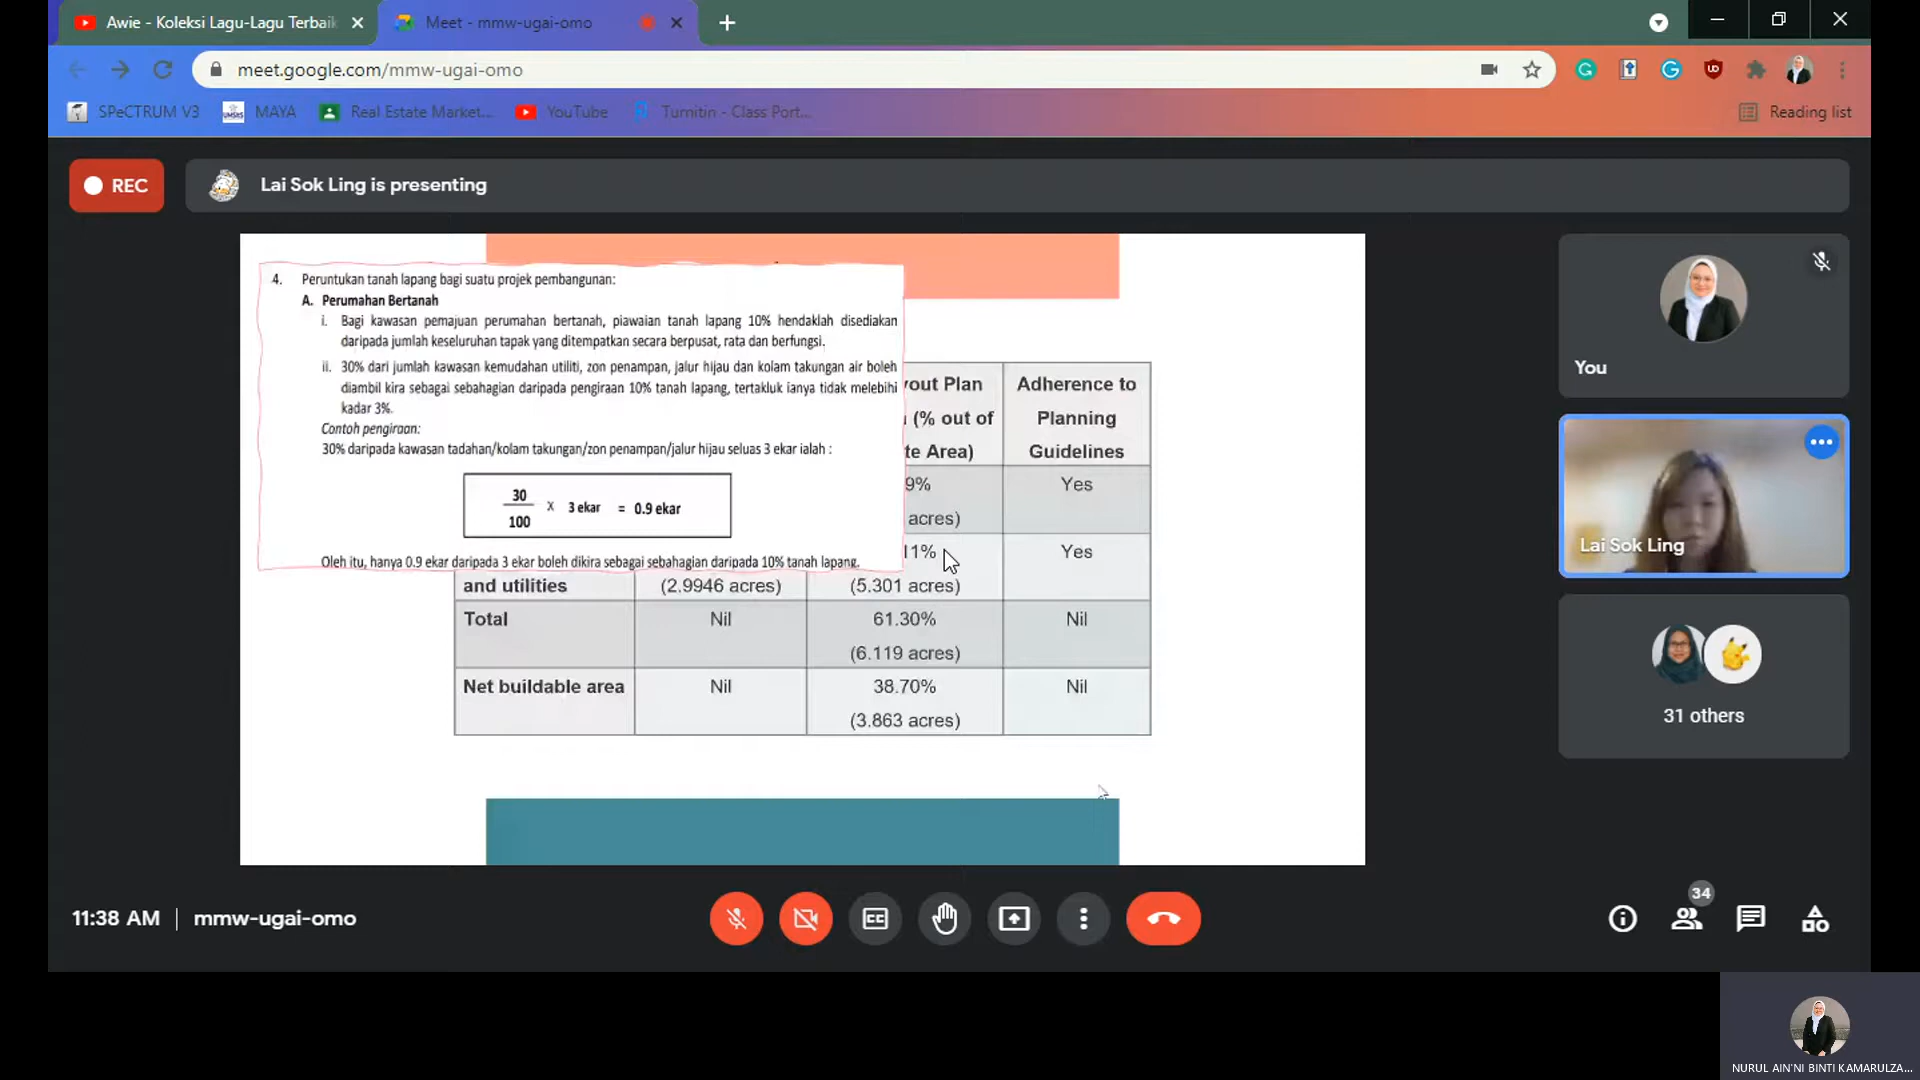 Awie - Koleksi Lagu-Lagu Terbaik
Meet - mmw-ugai-omo
meet.google.com/mmw-ugai-omo
SPeCTRUM V3
MAYA
Real Estate Market...
YouTube
Turnitin - Class Port...
Reading list
REC
Lai Sok Ling is presenting
4. Peruntukan tanah lapang bagi suatu projek pembangunan:
A. Perumahan Bertanah
i. Bagi kawasan pemajuan perumahan bertanah, piawaian tanah lapang 10% hendaklah disediakan
daripada jumlah keseluruhan tapak yang ditempatkan secara berpusat, rata dan berfungsi.
ii. 30% dari jumlah kawasan kemudahan utiliti, zon penampan, jalur hijau dan kolam takungan air boleh
diambil kira sebagai sebahagian daripada pengiraan 10% tanah lapang, tertakluk ianya tidak melebihi
kadar 3%.
Contoh pengiraan:
30% daripada kawasan tadahan/kolam takungan/zon penampan/jalur hijau seluas 3 ekar ialah :
30
100
X 3 ekar = 0.9 ekar
Oleh itu, hanya 0.9 ekar daripada 3 ekar boleh dikira sebagai sebahagian daripada 10% tanah lapang.
yout Plan
(% out of
te Area)
Adherence to
Planning
Guidelines
9%
acres)
Yes
11%
Yes
and utilities
(2.9946 acres)
(5.301 acres)
Total
Nil
61.30%
(6.119 acres)
Nil
Net buildable area
Nil
38.70%
(3.863 acres)
Nil
You
Lai Sok Ling
31 others
11:38 AM | mmw-ugai-omo
34
NURUL AIN'NI BINTI KAMARULZA...